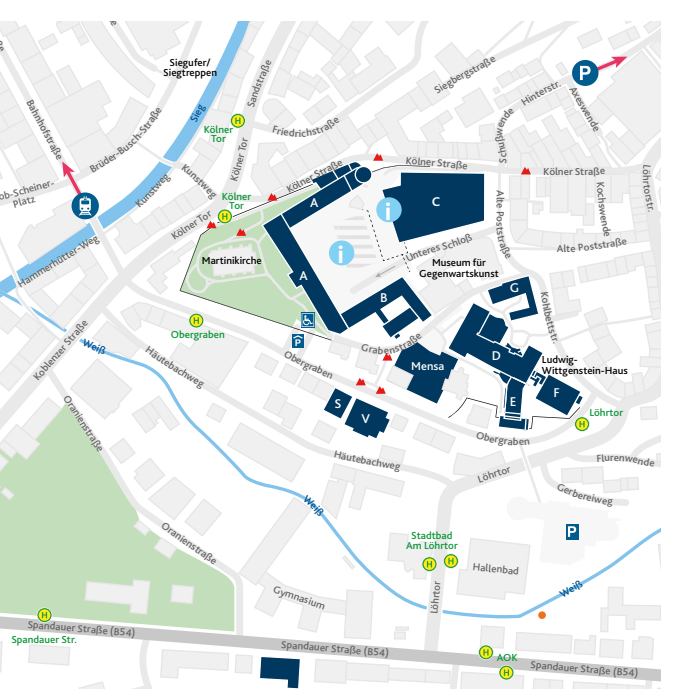 Siegufer/
Siegtreppen
Sandstraße
Siegbergstraße
P
Hinterstr.
Axeswende
Bahnhofstraße
Brüder-Busch-Straße
Sieg
H
Kölner
Tor
Friedrichstraße
Kölner Tor
Kölner Straße
Kölner Straße
Kölner Straße
Löhrtorstr.
ob-Scheiner-
Platz
Kunstweg
Kunstweg
Kölner
Tor
H
Kölner Tor
A
i
C
Alte Poststraße
Kochswende
Alte Poststraße
Hammerhütter-Weg
Martinikirche
i
Unteres Schloß
Museum für
Gegenwartskunst
A
B
G
Kohlbettstr.
H
Obergraben
P
Koblenzer Straße
Weiß
Häutebachweg
Obergraben
Grabenstraße
Mensa
D
Ludwig-
Wittgenstein-Haus
F
E
S
V
Löhrtor
H
Oranienstraße
Obergraben
Häutebachweg
Löhrtor
Flurenwende
Gerbereiweg
Weiß
P
Oranienstraße
Stadtbad
Am Löhrtor
H
H
Hallenbad
Weiß
Gymnasium
Löhrtor
H
Spandauer Str.
Spandauer Straße (B54)
Spandauer Straße (B54)
H
AOK
H
Spandauer Straße (B54)